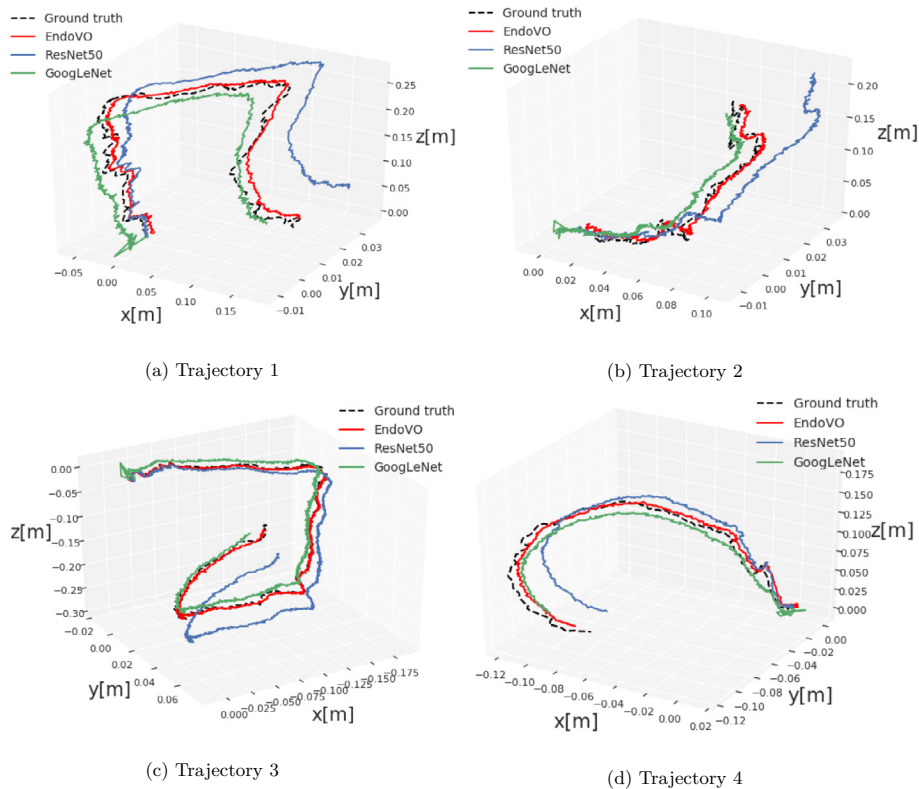 Ground truth
EndoVO
ResNet50
GoogLeNet
0.25
0.20
0.15
0.10
0.05
0.00
z[m]
−0.05
0.00
0.05
0.10
0.15
x[m]
−0.01
0.00
0.01
0.02
0.03
y[m]
(a) Trajectory 1
Ground truth
EndoVO
ResNet50
GoogLeNet
0.20
0.15
0.10
0.05
0.00
z[m]
0.00
0.02
0.04
0.06
0.08
0.10
x[m]
−0.01
0.00
0.01
0.02
0.03
y[m]
(b) Trajectory 2
Ground truth
EndoVO
ResNet50
GoogLeNet
0.00
−0.05
−0.10
−0.15
−0.20
−0.25
−0.30
z[m]
−0.02
0.00
0.02
0.04
0.06
y[m]
0.000
−0.025
−0.050
−0.075
−0.100
−0.125
−0.150
−0.175
x[m]
(c) Trajectory 3
Ground truth
EndoVO
ResNet50
GoogLeNet
0.175
0.150
0.125
0.100
0.075
0.050
0.025
0.000
z[m]
−0.12
−0.10
−0.08
−0.06
−0.04
−0.02
0.00
0.02
x[m]
−0.12
−0.10
−0.08
−0.06
−0.04
−0.02
0.00
y[m]
(d) Trajectory 4